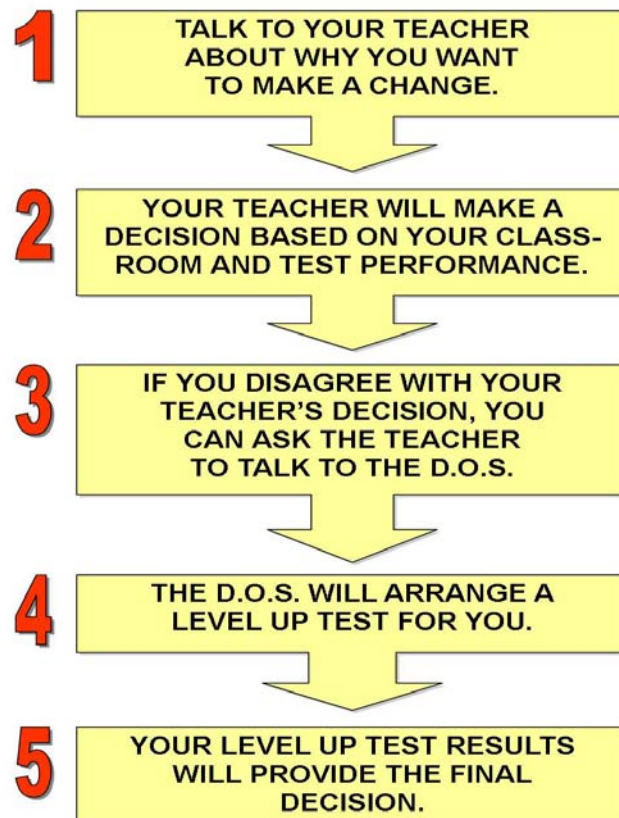 1
TALK TO YOUR TEACHER
ABOUT WHY YOU WANT
TO MAKE A CHANGE.
2
YOUR TEACHER WILL MAKE A
DECISION BASED ON YOUR CLASS-
ROOM AND TEST PERFORMANCE.
3
IF YOU DISAGREE WITH YOUR
TEACHER'S DECISION, YOU
CAN ASK THE TEACHER
TO TALK TO THE D.O.S.
4
THE D.O.S. WILL ARRANGE A
LEVEL UP TEST FOR YOU.
5
YOUR LEVEL UP TEST RESULTS
WILL PROVIDE THE FINAL
DECISION.